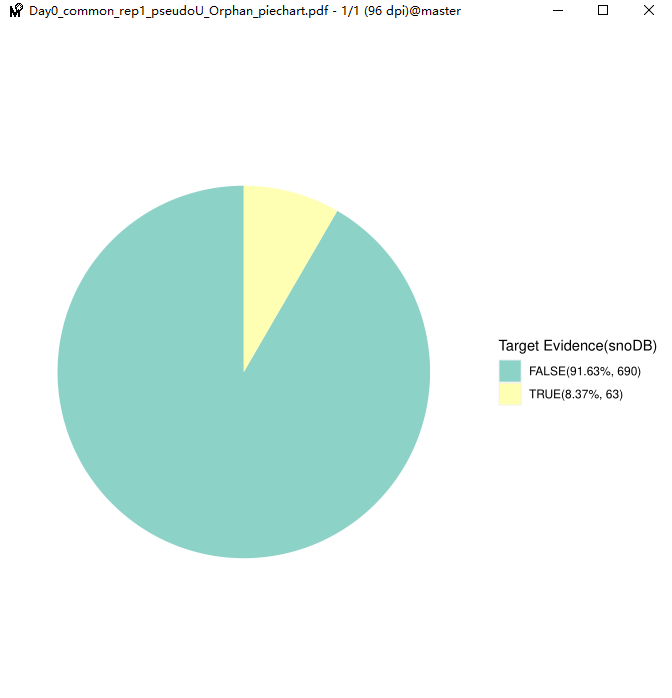 Day0_common_rep1_pseudoU_Orphan_piechart.pdf - 1/1 (96 dpi)@master
Target Evidence(snoDB)
FALSE(91.63%, 690)
TRUE(8.37%, 63)